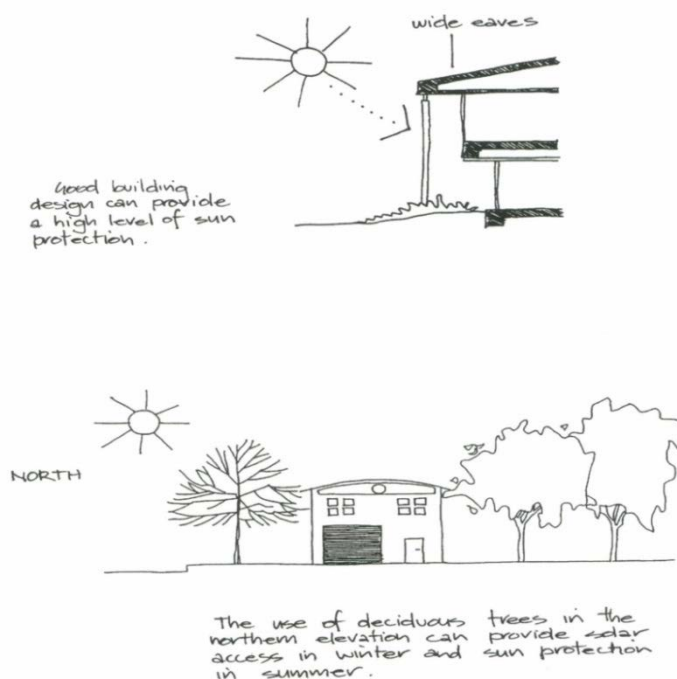 wide eaves
Good building
design can provide
a high level of sun
protection.
NORTH
The use of deciduous trees in the
northern elevation can provide solar
access in winter and sun protection
in summer.